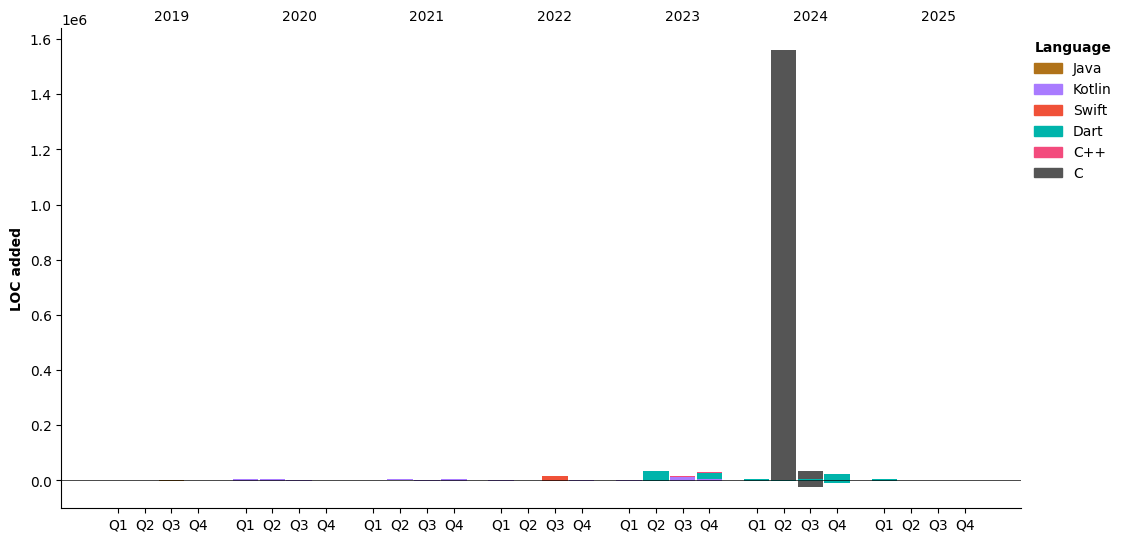 1e6
2019 2020 2021 2022 2023 2024 2025
1.6
1.4
1.2
1.0
0.8
0.6
0.4
0.2
0.0
LOC added
Language
Java
Kotlin
Swift
Dart
C++
C
Q1 Q2 Q3 Q4 Q1 Q2 Q3 Q4 Q1 Q2 Q3 Q4 Q1 Q2 Q3 Q4 Q1 Q2 Q3 Q4 Q1 Q2 Q3 Q4 Q1 Q2 Q3 Q4